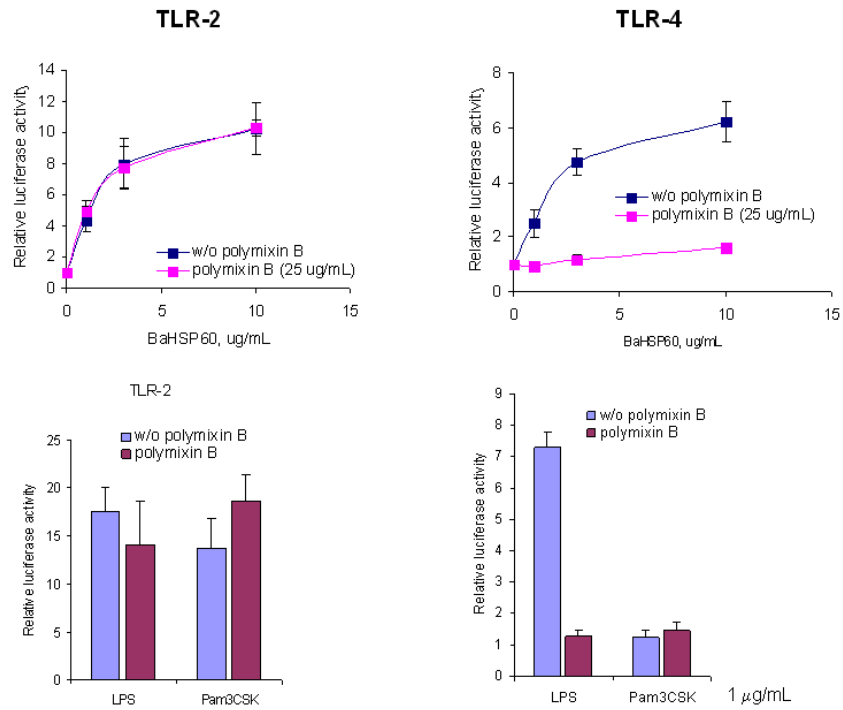 TLR-2
TLR-4
Relative luciferase activity
14
12
10
8
6
4
2
0
w/o polymixin B
polymixin B (25 ug/mL)
0
5
10
15
BaHSP60, ug/mL
Relative luciferase activity
8
6
4
2
0
w/o polymixin B
polymixin B (25 ug/mL)
0
5
10
15
BaHSP60, ug/mL
TLR-2
Relative luciferase activity
25
20
15
10
5
0
w/o polymixin B
polymixin B
LPS
Pam3CSK
Relative luciferase activity
9
8
7
6
5
4
3
2
1
0
w/o polymixin B
polymixin B
LPS
Pam3CSK
1 µg/mL